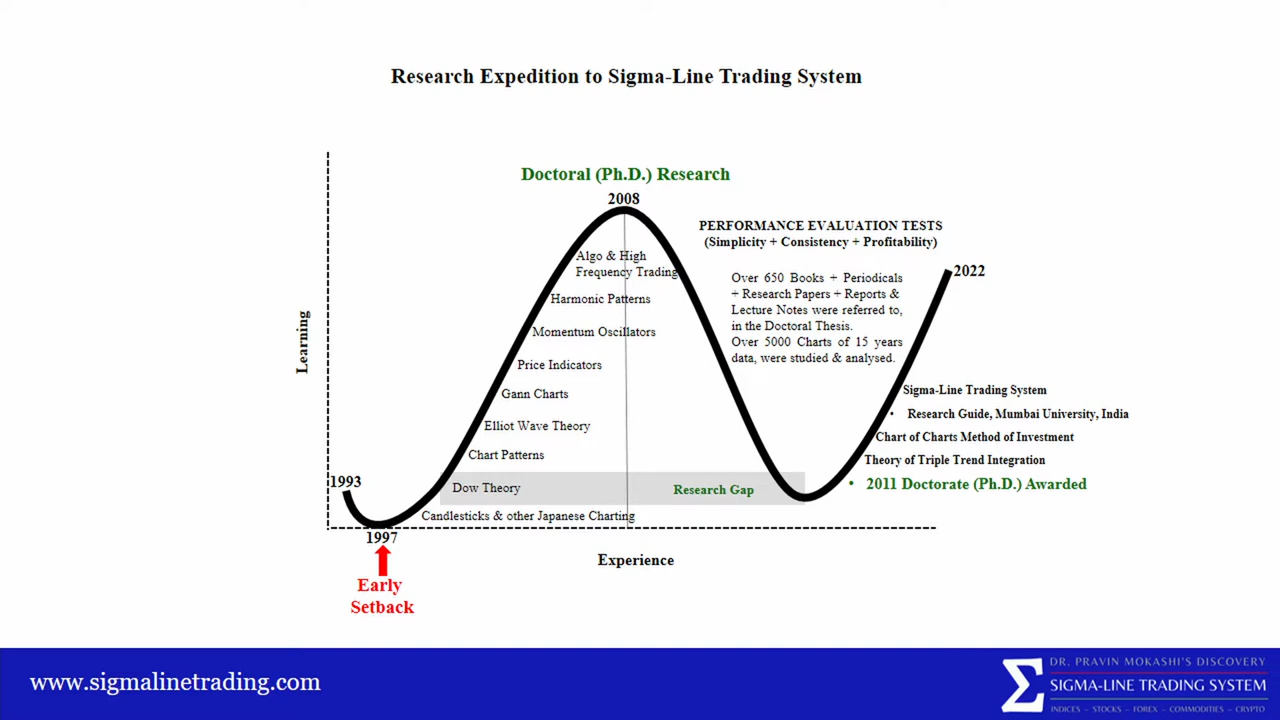 Research Expedition to Sigma-Line Trading System
Doctoral (Ph.D.) Research
2008
PERFORMANCE EVALUATION TESTS
(Simplicity + Consistency + Profitability)
Algo & High
Frequency Trading
2022
Over 650 Books + Periodicals
+ Research Papers + Reports &
Lecture Notes were referred to,
in the Doctoral Thesis.
Over 5000 Charts of 15 years
data, were studied & analysed.
Harmonic Patterns
Momentum Oscillators
Learning
Price Indicators
Gann Charts
Elliot Wave Theory
Chart Patterns
Sigma-Line Trading System
• Research Guide, Mumbai University, India
Chart of Charts Method of Investment
Theory of Triple Trend Integration
• 2011 Doctorate (Ph.D.) Awarded
1993
Dow Theory
Research Gap
Candlesticks & other Japanese Charting
1997
Experience
Early
Setback
www.sigmalinetrading.com
DR. PRAVIN MOKASHI'S DISCOVERY
SIGMA-LINE TRADING SYSTEM
INDICES – STOCKS – FOREX – COMMODITIES – CRYPTO